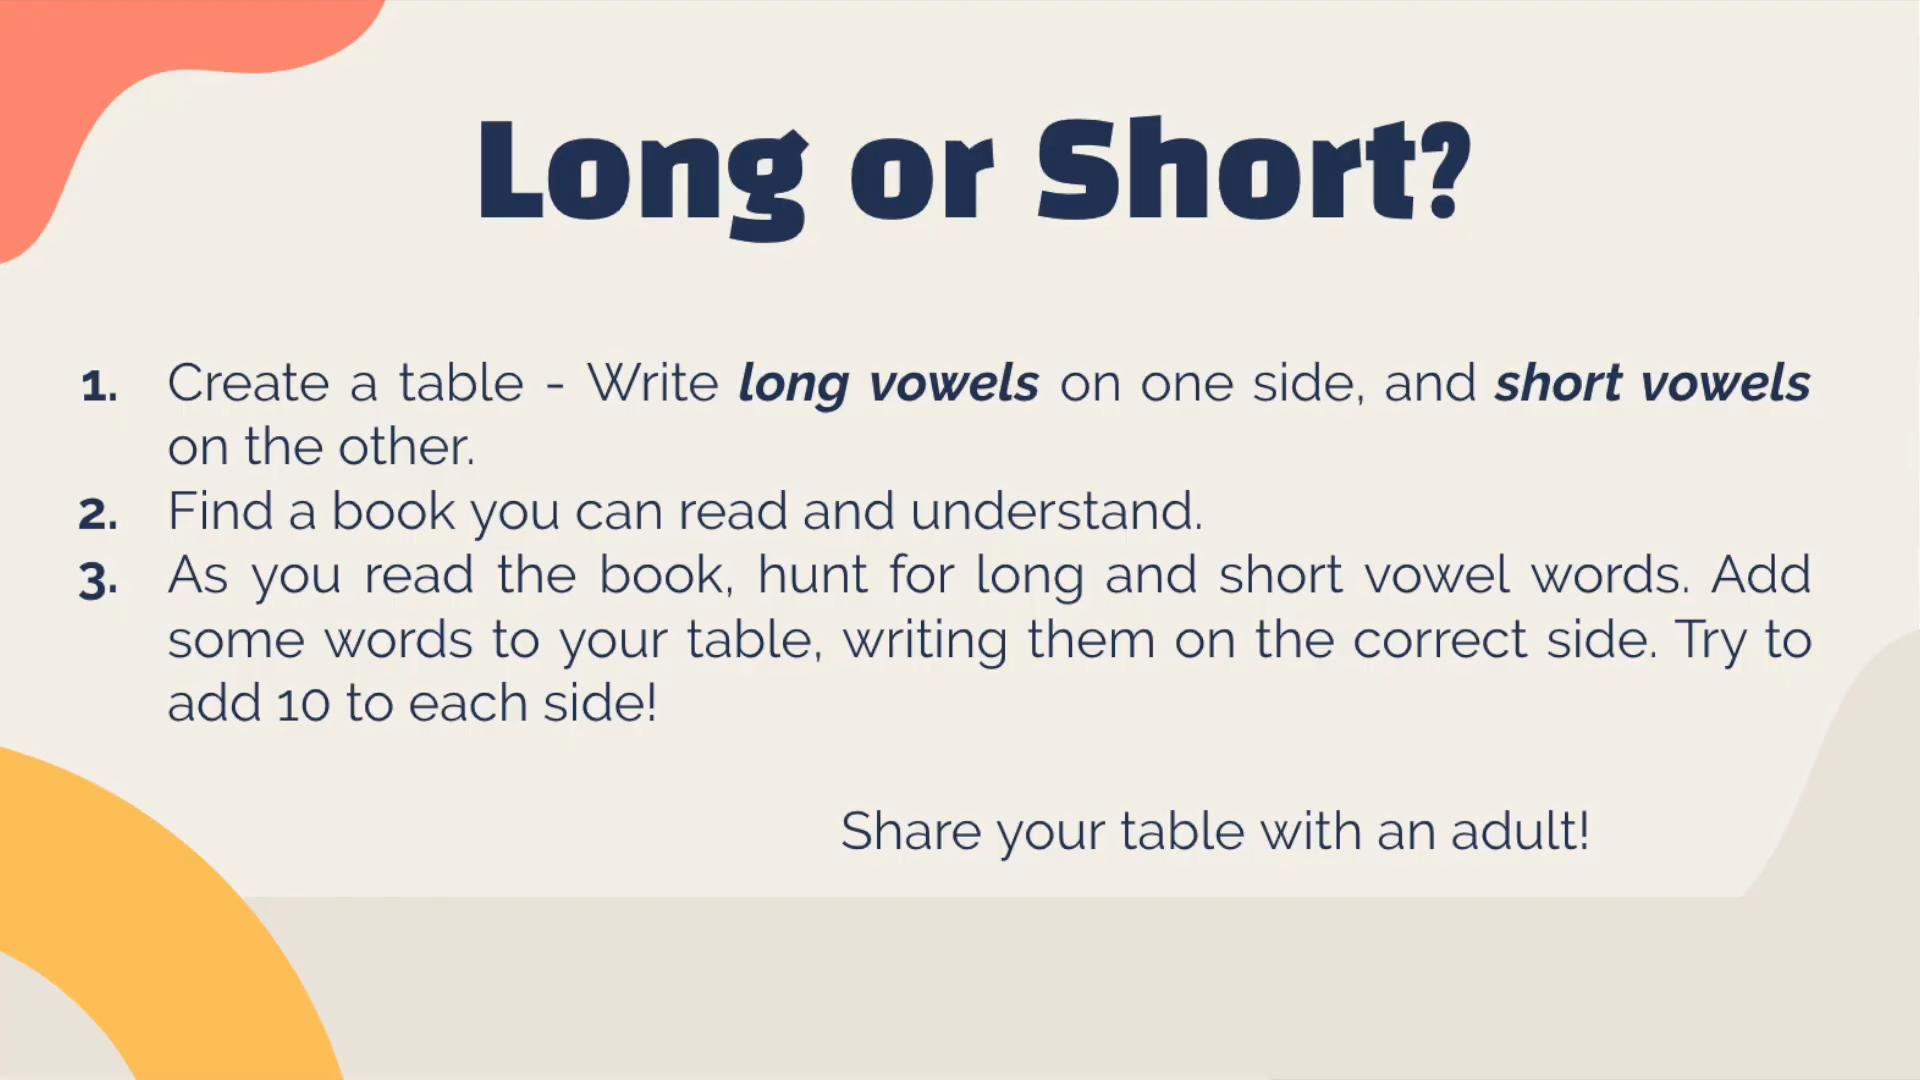 Long or Short?
1. Create a table - Write long vowels on one side, and short vowels
on the other.
2. Find a book you can read and understand.
3. As you read the book, hunt for long and short vowel words. Add
some words to your table, writing them on the correct side. Try to
add 10 to each side!
Share your table with an adult!